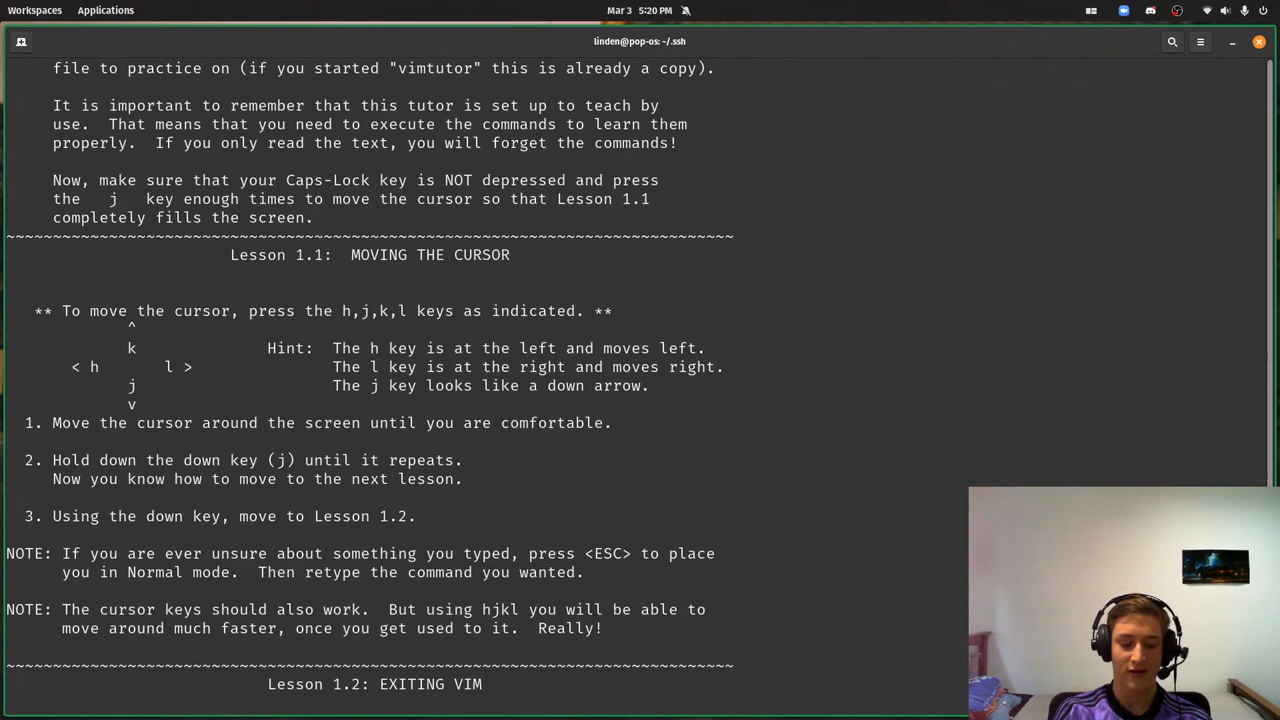 Workspaces Applications Mar 3 5:20 PM
linden@pop-os: ~/.ssh
file to practice on (if you started "vimtutor" this is already a copy).
It is important to remember that this tutor is set up to teach by
use. That means that you need to execute the commands to learn them
properly. If you only read the text, you will forget the commands!
Now, make sure that your Caps-Lock key is NOT depressed and press
the j key enough times to move the cursor so that Lesson 1.1
completely fills the screen.
~~~~~~~~~~~~~~~~~~~~~~~~~~~~~~~~~~~~~~~~~~~~~~~~~~~~~~~~~~~~~~~~~~~~~~~~~~~~~~
Lesson 1.1: MOVING THE CURSOR
** To move the cursor, press the h,j,k,l keys as indicated. **
^
k Hint: The h key is at the left and moves left.
< h l > The l key is at the right and moves right.
j The j key looks like a down arrow.
v
1. Move the cursor around the screen until you are comfortable.
2. Hold down the down key (j) until it repeats.
Now you know how to move to the next lesson.
3. Using the down key, move to Lesson 1.2.
NOTE: If you are ever unsure about something you typed, press <ESC> to place
you in Normal mode. Then retype the command you wanted.
NOTE: The cursor keys should also work. But using hjkl you will be able to
move around much faster, once you get used to it. Really!
~~~~~~~~~~~~~~~~~~~~~~~~~~~~~~~~~~~~~~~~~~~~~~~~~~~~~~~~~~~~~~~~~~~~~~~~~~~~~~
Lesson 1.2: EXITING VIM